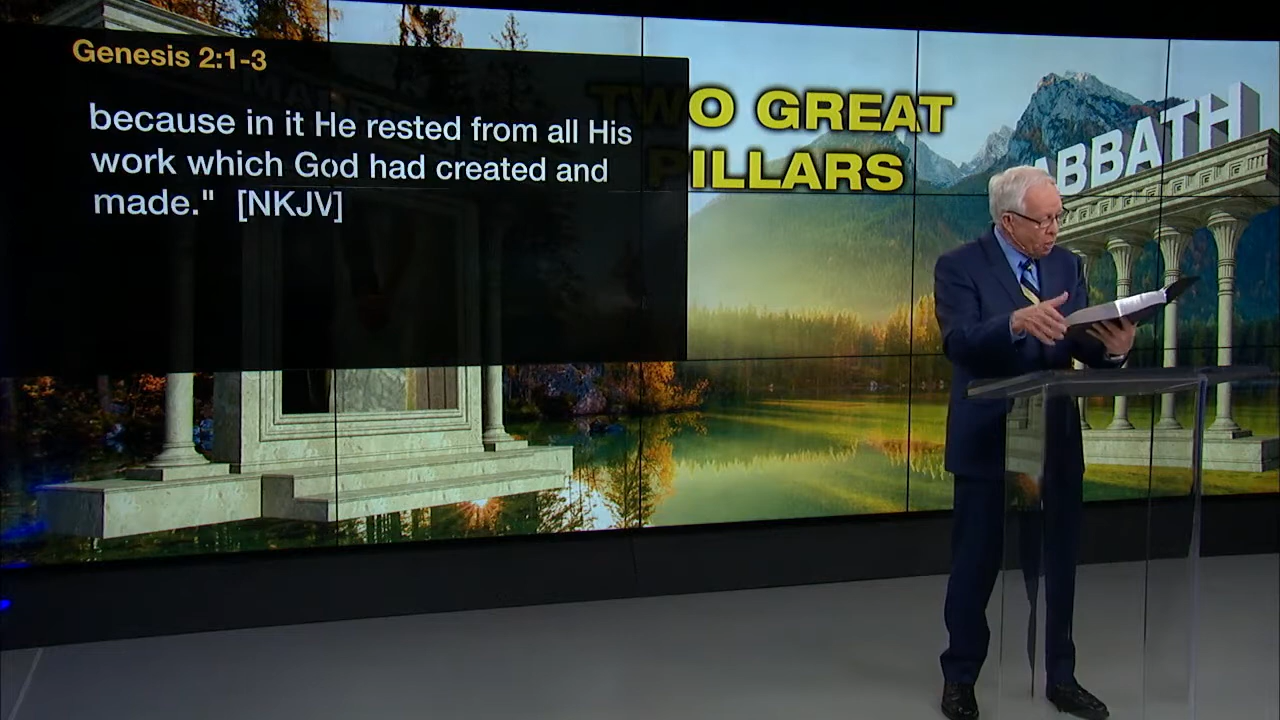 Genesis 2:1-3
because in it He rested from all His
work which God had created and
made." [NKJV]
TWO GREAT
PILLARS
ABBATH